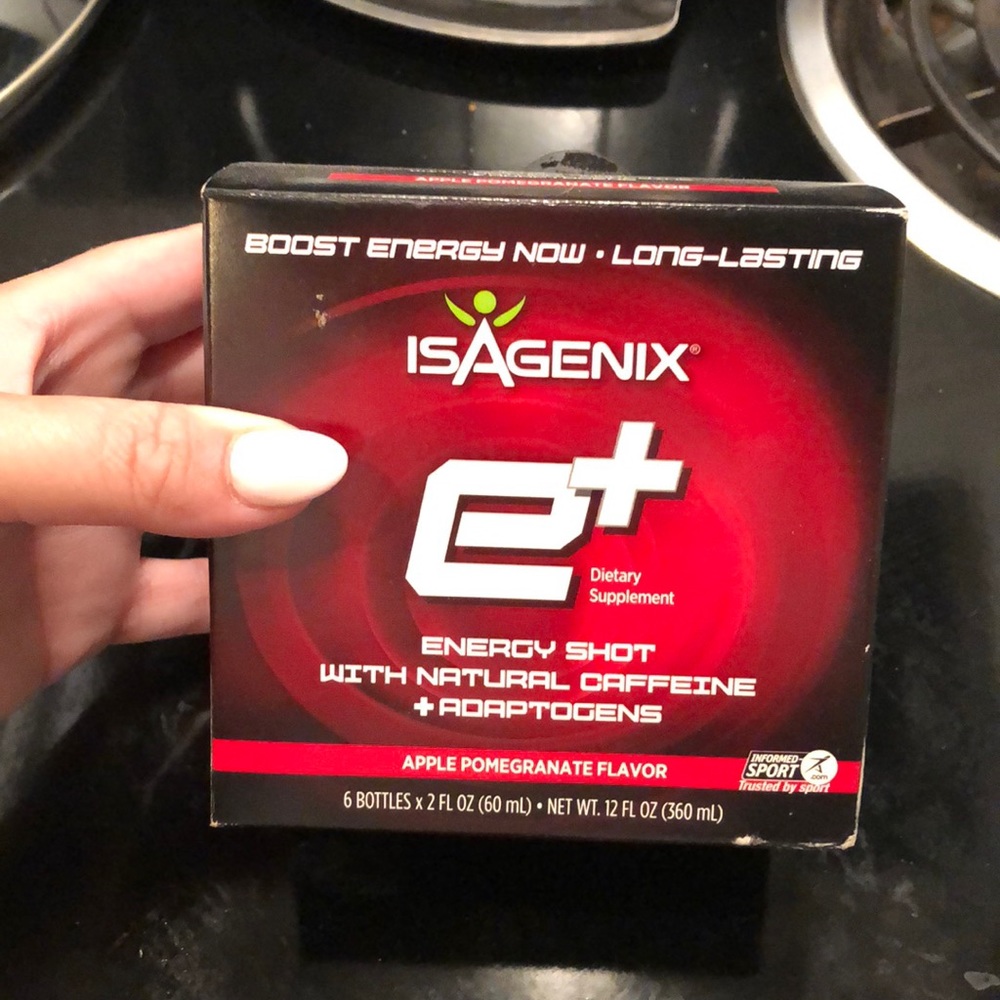 APPLE POMEGRANATE FLAVOR
BOOST ENERGY NOW • LONG-LASTING
ISAGENIX®
e+
Dietary
Supplement
ENERGY SHOT
WITH NATURAL CAFFEINE
+ADAPTOGENS
APPLE POMEGRANATE FLAVOR
INFORMED-
SPORT
.com
Trusted by sport
6 BOTTLES x 2 FL OZ (60 mL) • NET WT. 12 FL OZ (360 mL)